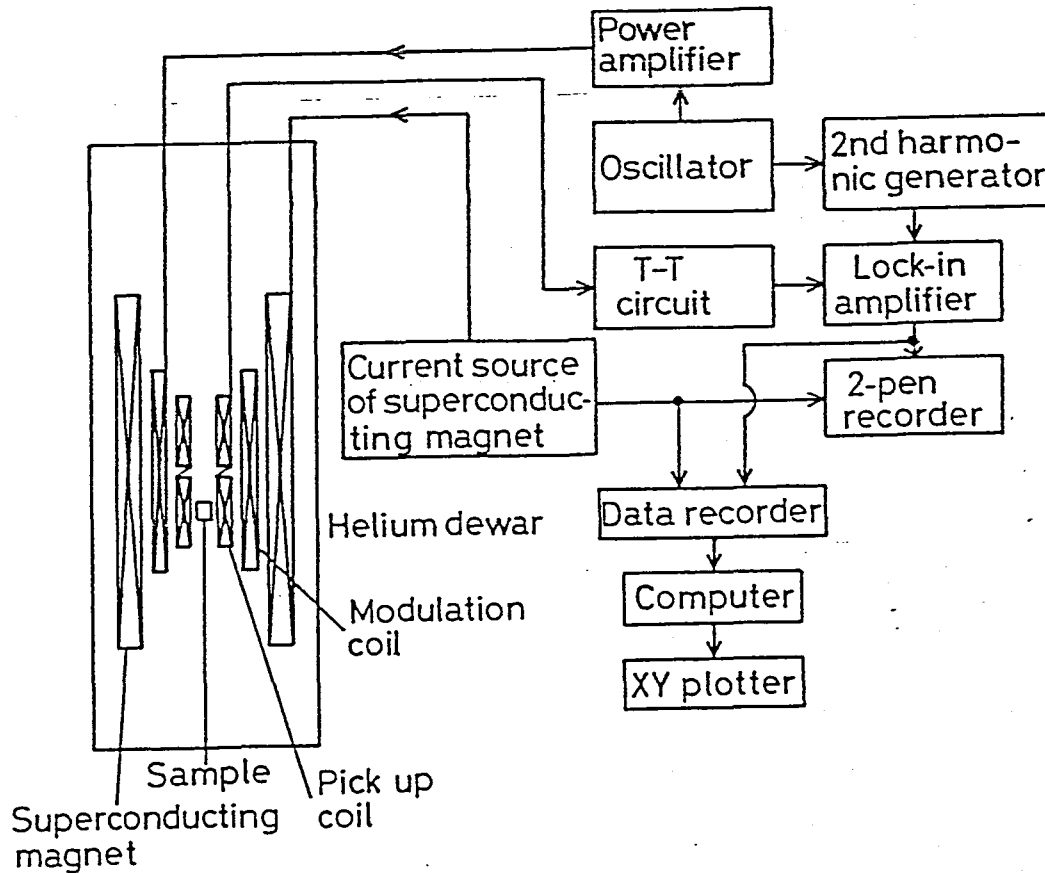 Power
amplifier
Oscillator
2nd harmo-
nic generator
T-T
circuit
Lock-in
amplifier
Current source
of superconduc-
ting magnet
2-pen
recorder
Data recorder
Helium dewar
Computer
Modulation
coil
XY plotter
Sample
Pick up
coil
Superconducting
magnet